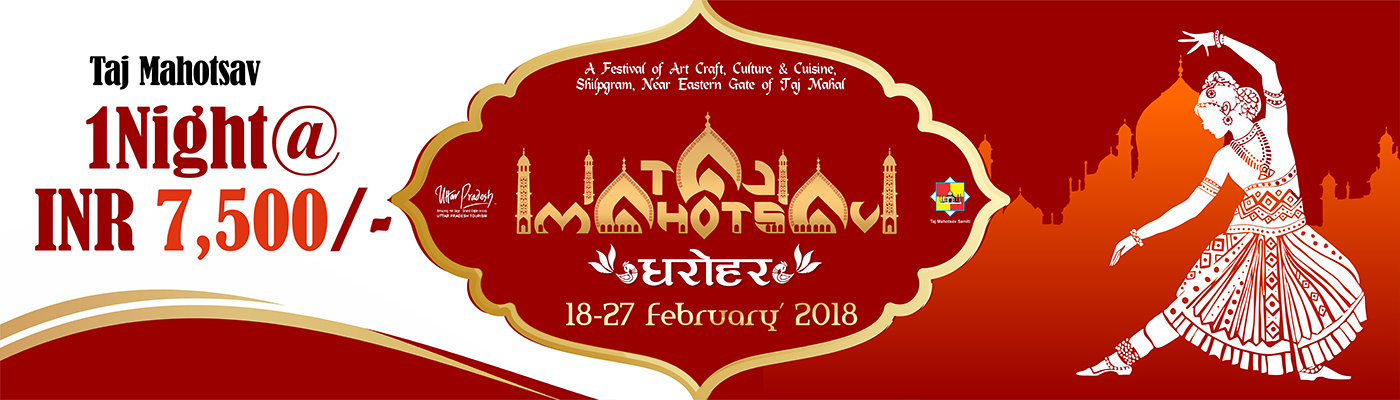 Taj Mahotsav
1Night@
INR 7,500/-
A Festival of Art Craft, Culture & Cuisine,
Shilpgram, Near Eastern Gate of Taj Mahal
TAJ
MAHOTSAV
Uttar Pradesh
UTTAR PRADESH TOURISM
Taj Mahotsav Samiti
धरोहर
18-27 February' 2018